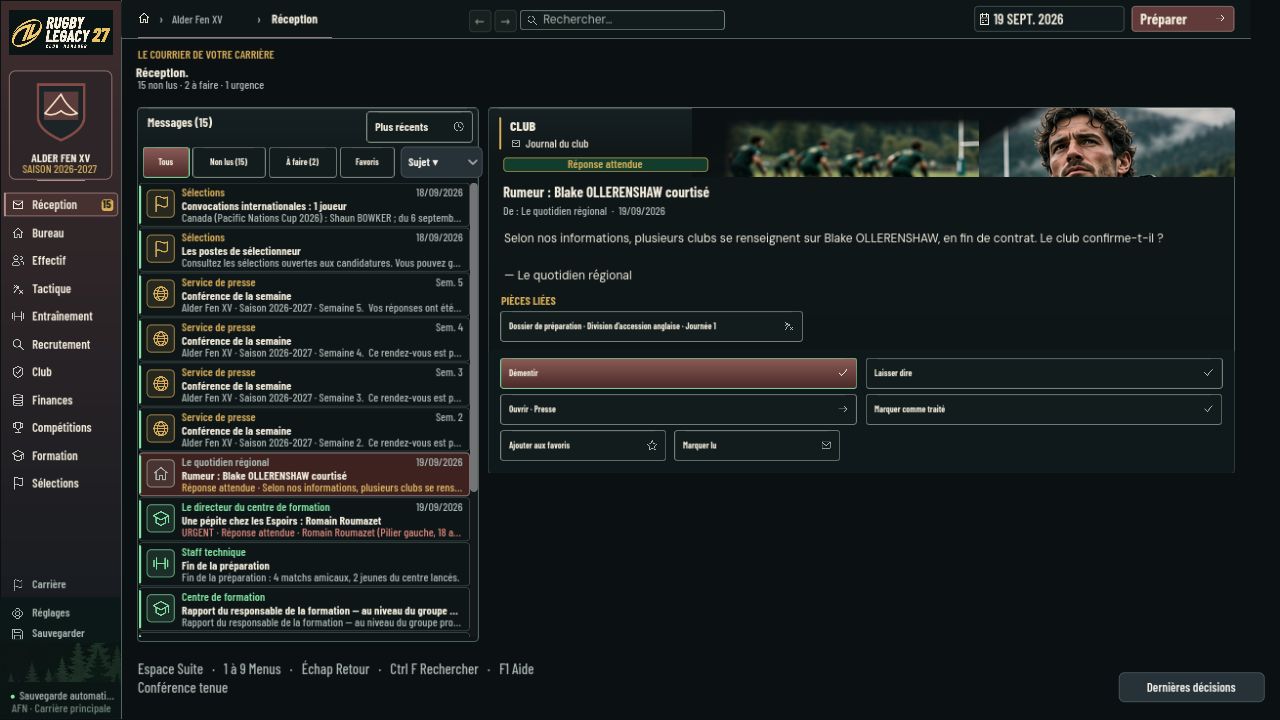 RUGBY
LEGACY 27
CLUB MANAGER
ALDER FEN XV
SAISON 2026-2027
Réception 15
Bureau
Effectif
Tactique
Entraînement
Recrutement
Club
Finances
Compétitions
Formation
Sélections
Carrière
Réglages
Sauvegarder
Sauvegarde automati...
AFN · Carrière principale
› Alder Fen XV › Réception
← → Rechercher...
19 SEPT. 2026
Préparer →
LE COURRIER DE VOTRE CARRIÈRE
Réception.
15 non lus · 2 à faire · 1 urgence
Messages (15)
Plus récents
Tous
Non lus (15)
À faire (2)
Favoris
Sujet ▾
Sélections 18/09/2026
Convocations internationales : 1 joueur
Canada (Pacific Nations Cup 2026) : Shaun BOWKER ; du 6 septemb...
Sélections 18/09/2026
Les postes de sélectionneur
Consultez les sélections ouvertes aux candidatures. Vous pouvez g...
Service de presse Sem. 5
Conférence de la semaine
Alder Fen XV · Saison 2026-2027 · Semaine 5. Vos réponses ont été...
Service de presse Sem. 4
Conférence de la semaine
Alder Fen XV · Saison 2026-2027 · Semaine 4. Ce rendez-vous est p...
Service de presse Sem. 3
Conférence de la semaine
Alder Fen XV · Saison 2026-2027 · Semaine 3. Ce rendez-vous est p...
Service de presse Sem. 2
Conférence de la semaine
Alder Fen XV · Saison 2026-2027 · Semaine 2. Ce rendez-vous est p...
Le quotidien régional 19/09/2026
Rumeur : Blake OLLERENSHAW courtisé
Réponse attendue · Selon nos informations, plusieurs clubs se rens...
Le directeur du centre de formation 19/09/2026
Une pépite chez les Espoirs : Romain Roumazet
URGENT · Réponse attendue · Romain Roumazet (Pilier gauche, 18 a...
Staff technique
Fin de la préparation
Fin de la préparation : 4 matchs amicaux, 2 jeunes du centre lancés.
Centre de formation
Rapport du responsable de la formation — au niveau du groupe ...
Rapport du responsable de la formation — au niveau du groupe pro...
CLUB
Journal du club
Réponse attendue
Rumeur : Blake OLLERENSHAW courtisé
De : Le quotidien régional · 19/09/2026
Selon nos informations, plusieurs clubs se renseignent sur Blake OLLERENSHAW, en fin de contrat. Le club confirme-t-il ?
— Le quotidien régional
PIÈCES LIÉES
Dossier de préparation · Division d'accession anglaise · Journée 1
Démentir
Laisser dire
Ouvrir · Presse →
Marquer comme traité
Ajouter aux favoris
Marquer lu
Espace Suite · 1 à 9 Menus · Échap Retour · Ctrl F Rechercher · F1 Aide
Conférence tenue
Dernières décisions